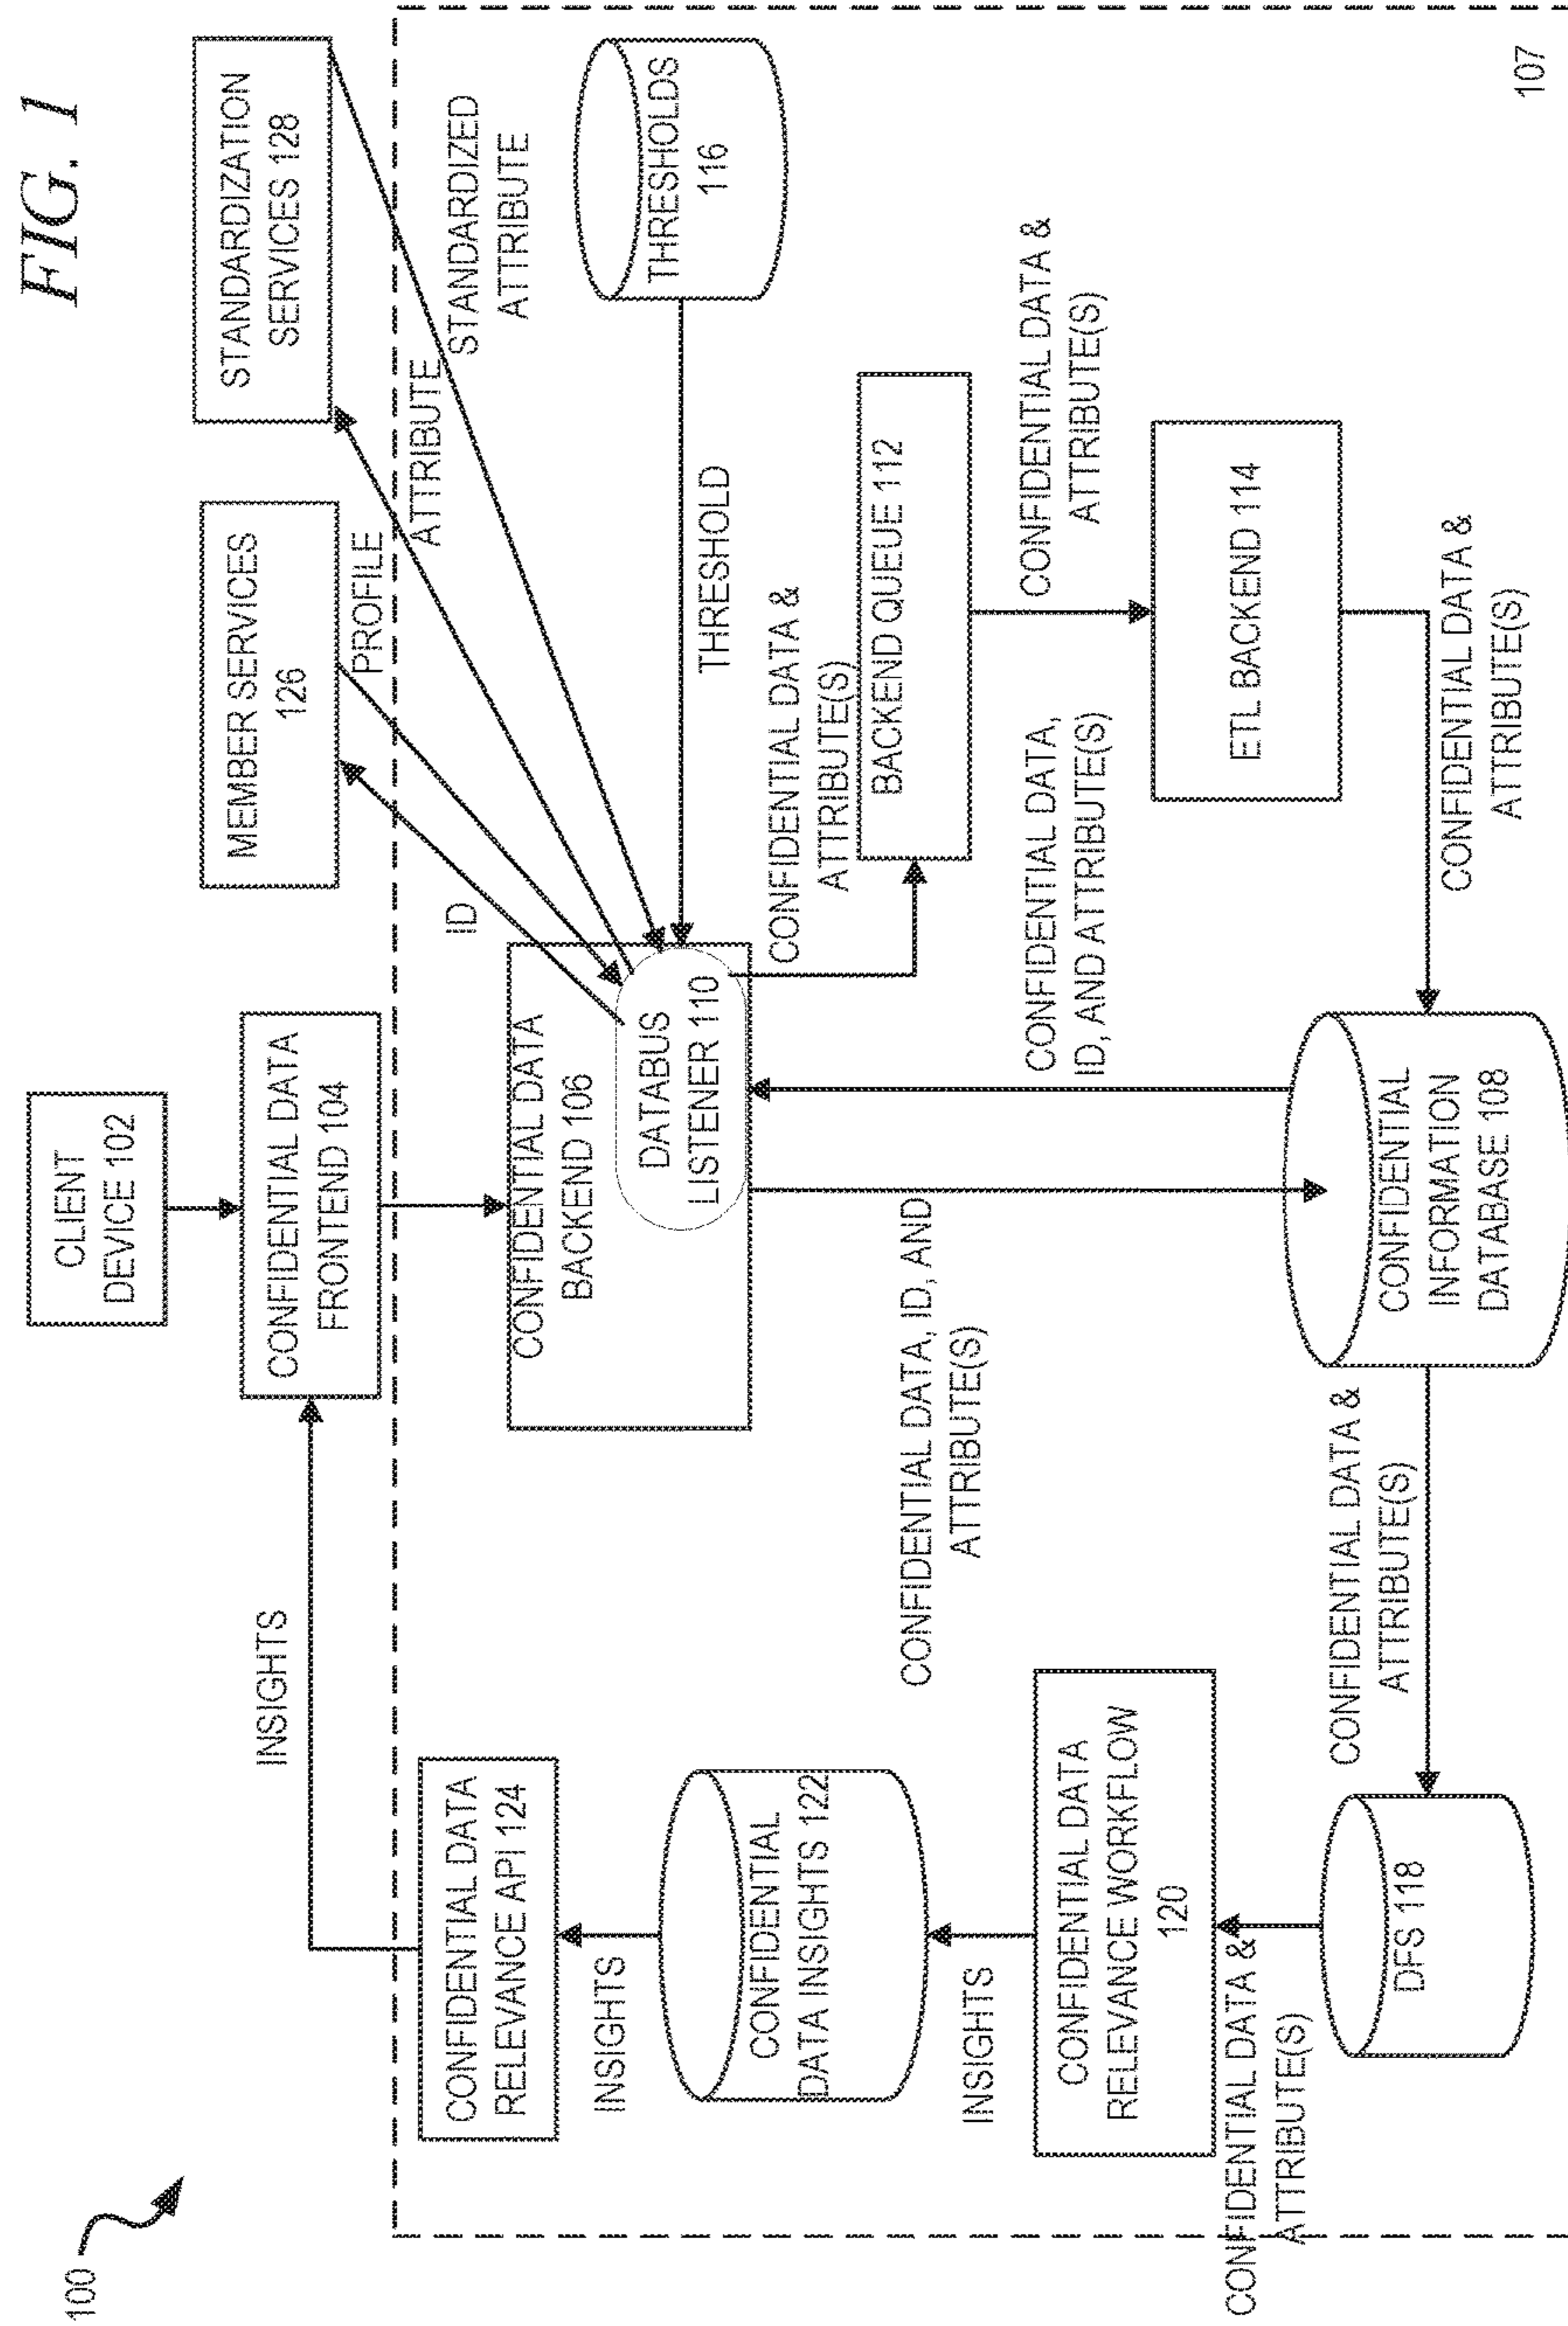 FIG. 1
100
CLIENT
DEVICE 102
CONFIDENTIAL DATA
FRONTEND 104
INSIGHTS
MEMBER SERVICES
126
STANDARDIZATION
SERVICES 128
ID
PROFILE
ATTRIBUTE
STANDARDIZED
ATTRIBUTE
CONFIDENTIAL DATA
RELEVANCE API 124
CONFIDENTIAL DATA
BACKEND 106
DATABUS
LISTENER 110
THRESHOLDS
116
THRESHOLD
INSIGHTS
CONFIDENTIAL
DATA INSIGHTS 122
CONFIDENTIAL DATA &
ATTRIBUTE(S)
BACKEND QUEUE 112
CONFIDENTIAL DATA, ID, AND
ATTRIBUTE(S)
CONFIDENTIAL DATA,
ID, AND ATTRIBUTE(S)
CONFIDENTIAL DATA &
ATTRIBUTE(S)
INSIGHTS
CONFIDENTIAL DATA
RELEVANCE WORKFLOW
120
ETL BACKEND 114
CONFIDENTIAL DATA &
ATTRIBUTE(S)
CONFIDENTIAL DATA &
ATTRIBUTE(S)
DFS 118
CONFIDENTIAL
INFORMATION
DATABASE 108
CONFIDENTIAL DATA &
ATTRIBUTE(S)
107